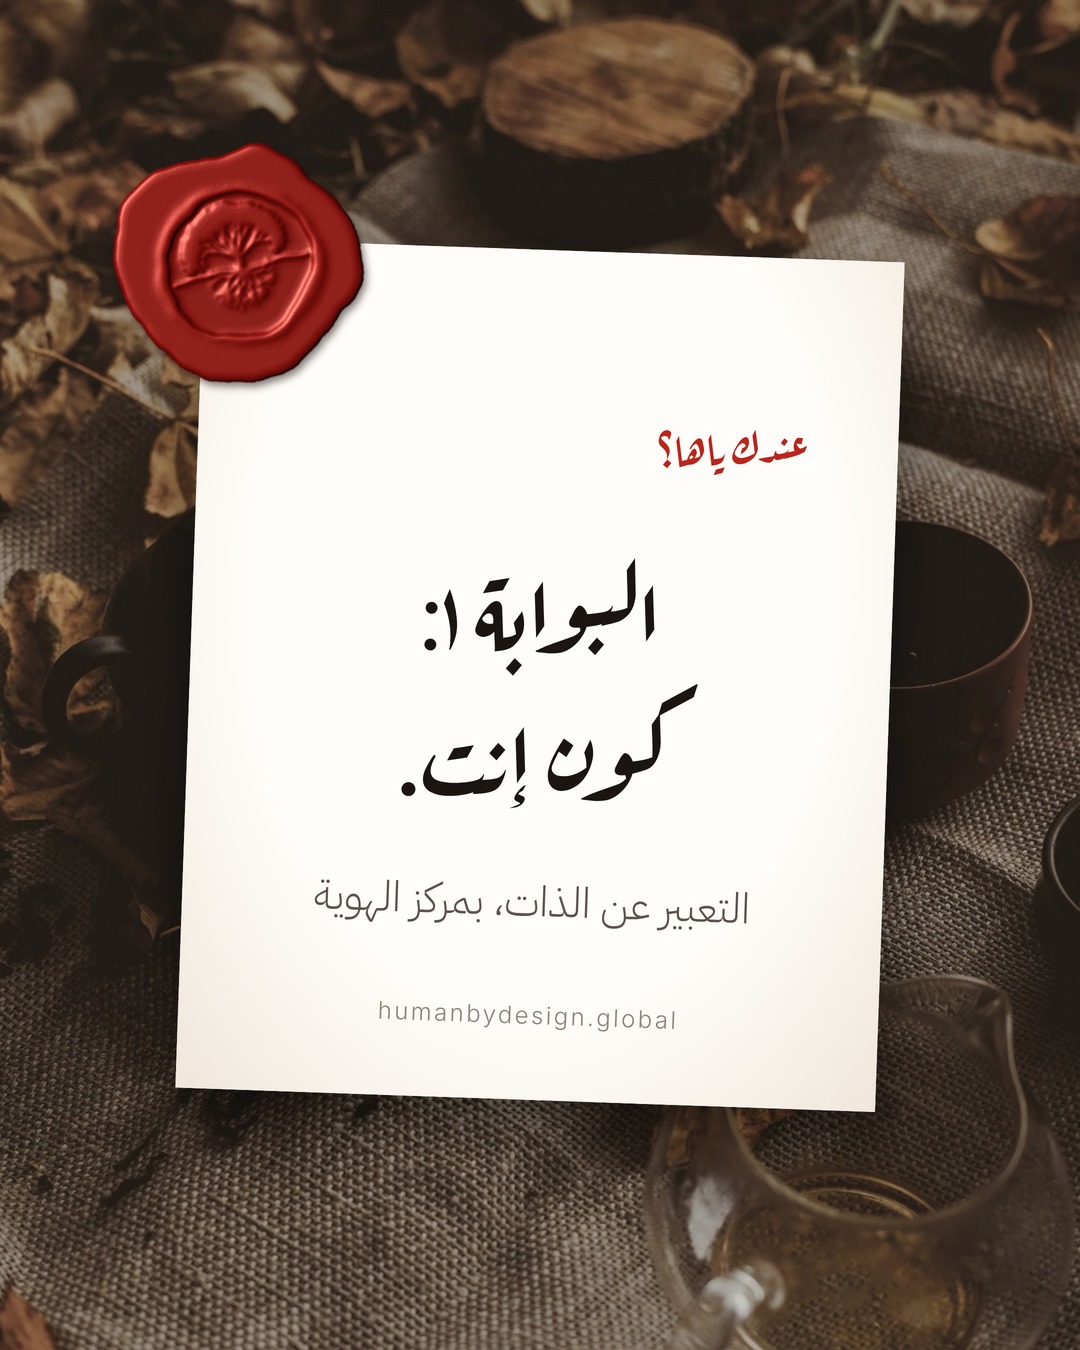 عندك ياها؟
البوابة ١:
كون إنت.
التعبير عن الذات، بمركز الهوية
humanbydesign.global